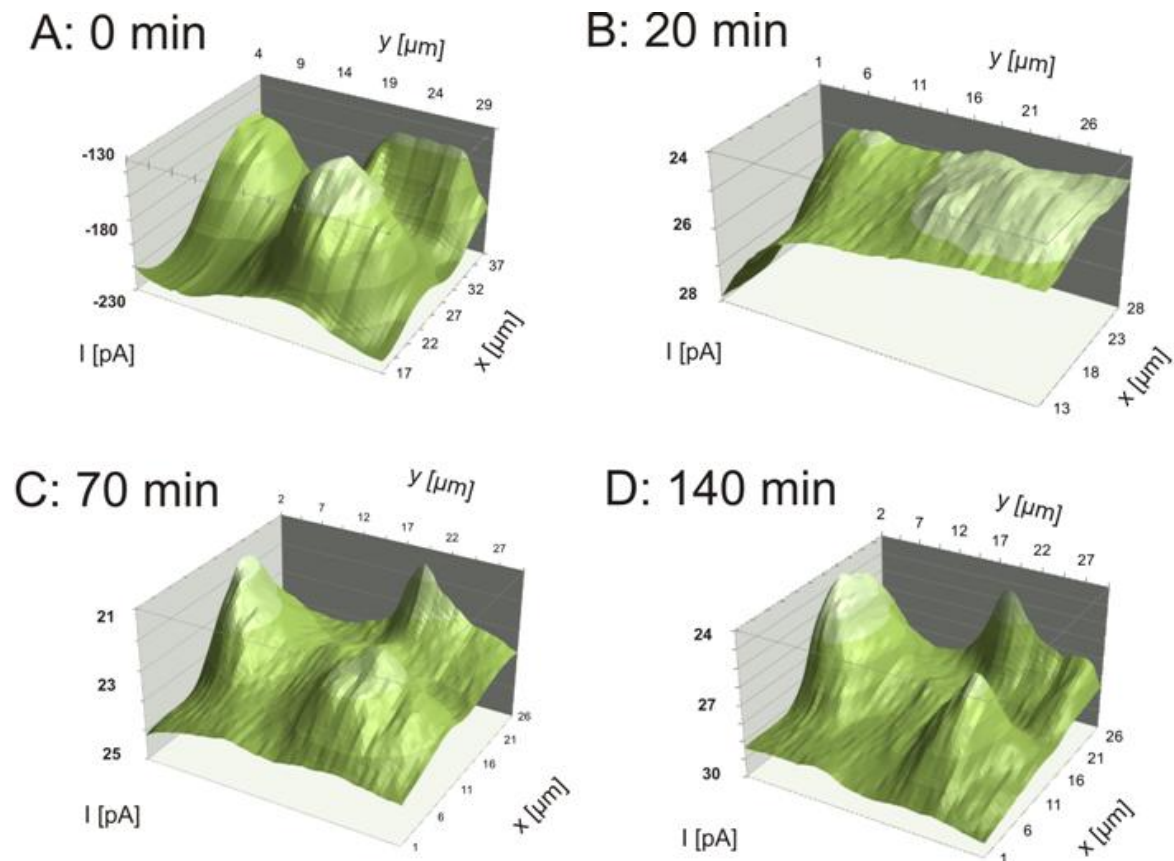 A: 0 min
y [µm]
4 9 14 19 24 29
-130
-180
-230
I [pA]
37
32
27
22
17
x [µm]
B: 20 min
y [µm]
1 6 11 16 21 26
24
26
28
I [pA]
28
23
18
13
x [µm]
C: 70 min
y [µm]
2 7 12 17 22 27
21
23
25
I [pA]
26
21
16
11
6
1
x [µm]
D: 140 min
y [µm]
2 7 12 17 22 27
24
27
30
I [pA]
26
21
16
11
6
1
x [µm]